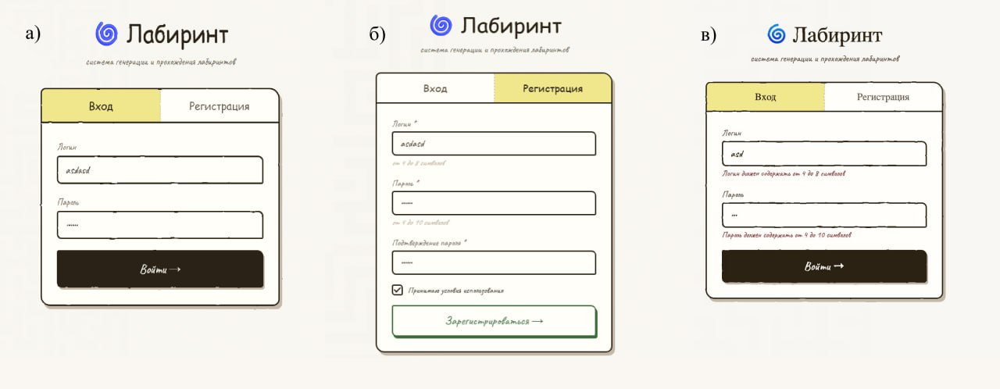 а)
Лабиринт
система генерации и прохождения лабиринтов
Вход Регистрация
Логин
asdasd
Пароль
Войти →
б)
Лабиринт
система генерации и прохождения лабиринтов
Вход Регистрация
Логин *
asdasd
от 4 до 8 символов
Пароль *
от 4 до 10 символов
Подтверждение пароля *
Принимаю условия использования
Зарегистрироваться →
в)
Лабиринт
система генерации и прохождения лабиринтов
Вход Регистрация
Логин
asd
Логин должен содержать от 4 до 8 символов
Пароль
Пароль должен содержать от 4 до 10 символов
Войти →